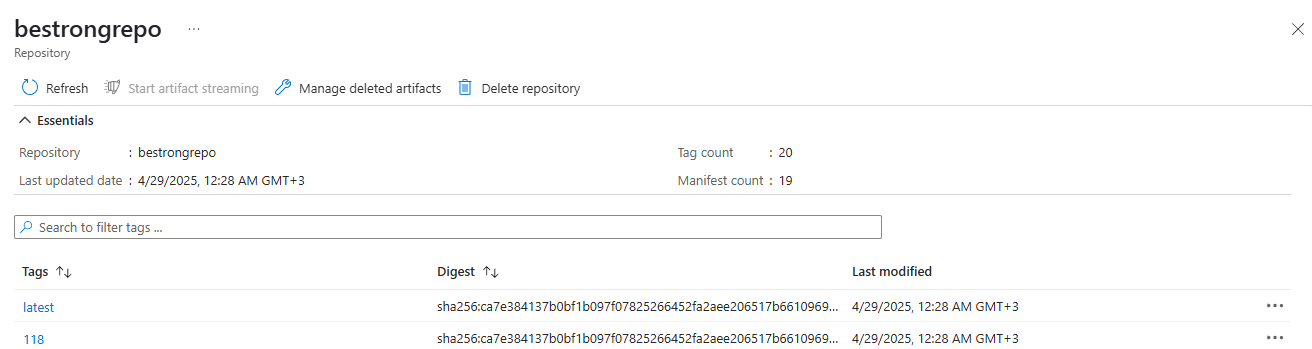 bestrongrepo ...
Repository
Refresh Start artifact streaming Manage deleted artifacts Delete repository
Essentials
Repository : bestrongrepo Tag count : 20
Last updated date : 4/29/2025, 12:28 AM GMT+3 Manifest count : 19
Search to filter tags ...
Tags Digest Last modified
latest sha256:ca7e384137b0bf1b097f07825266452fa2aee206517b6610969... 4/29/2025, 12:28 AM GMT+3
118 sha256:ca7e384137b0bf1b097f07825266452fa2aee206517b6610969... 4/29/2025, 12:28 AM GMT+3